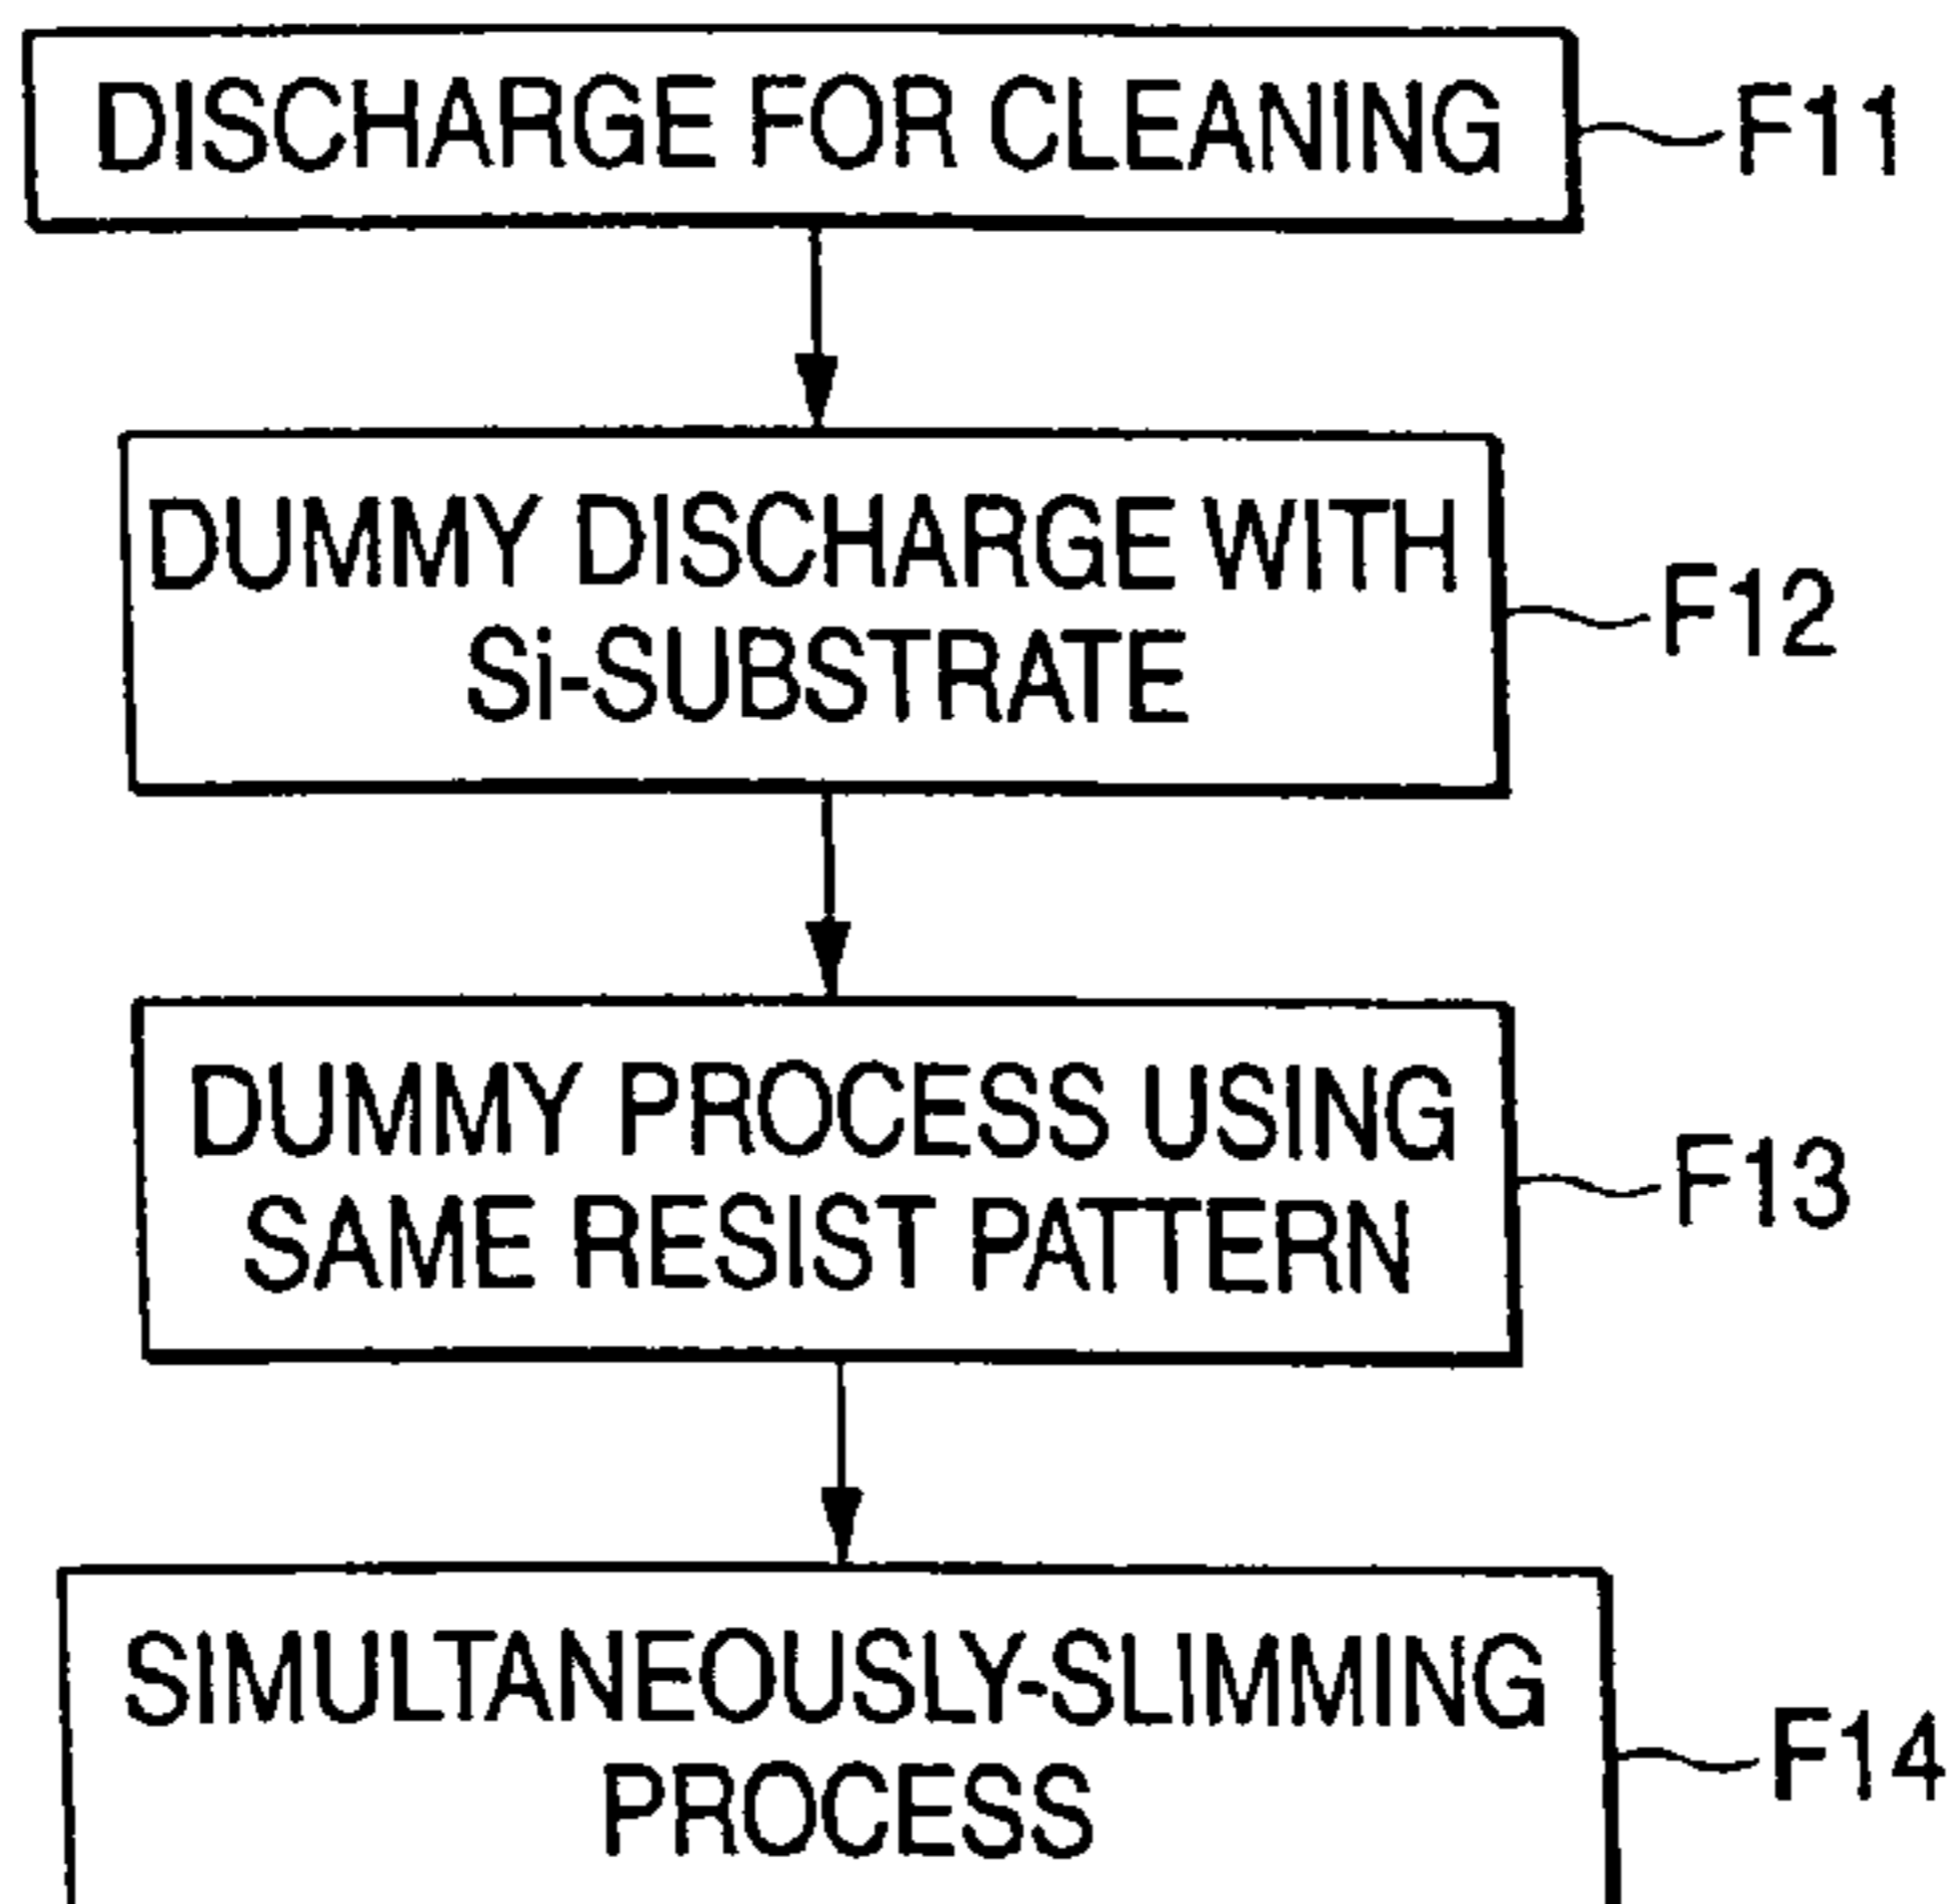 DISCHARGE FOR CLEANING
F11
DUMMY DISCHARGE WITH
Si-SUBSTRATE
F12
DUMMY PROCESS USING
SAME RESIST PATTERN
F13
SIMULTANEOUSLY-SLIMMING
PROCESS
F14